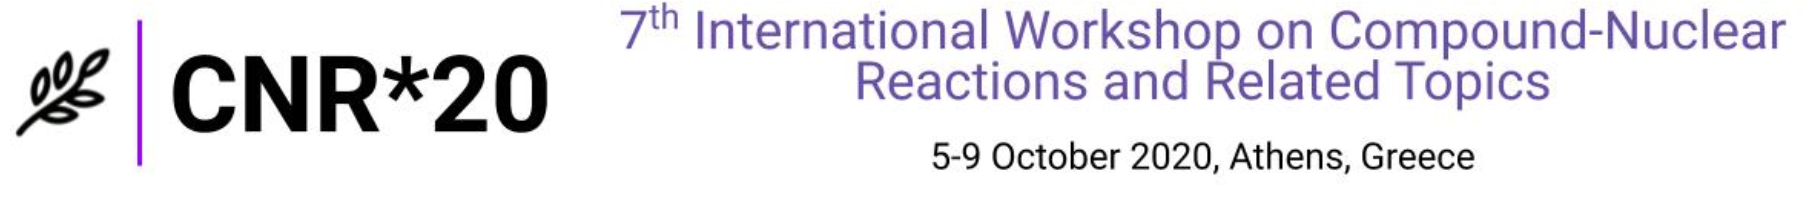 CNR*20
7th International Workshop on Compound-Nuclear
Reactions and Related Topics
5-9 October 2020, Athens, Greece